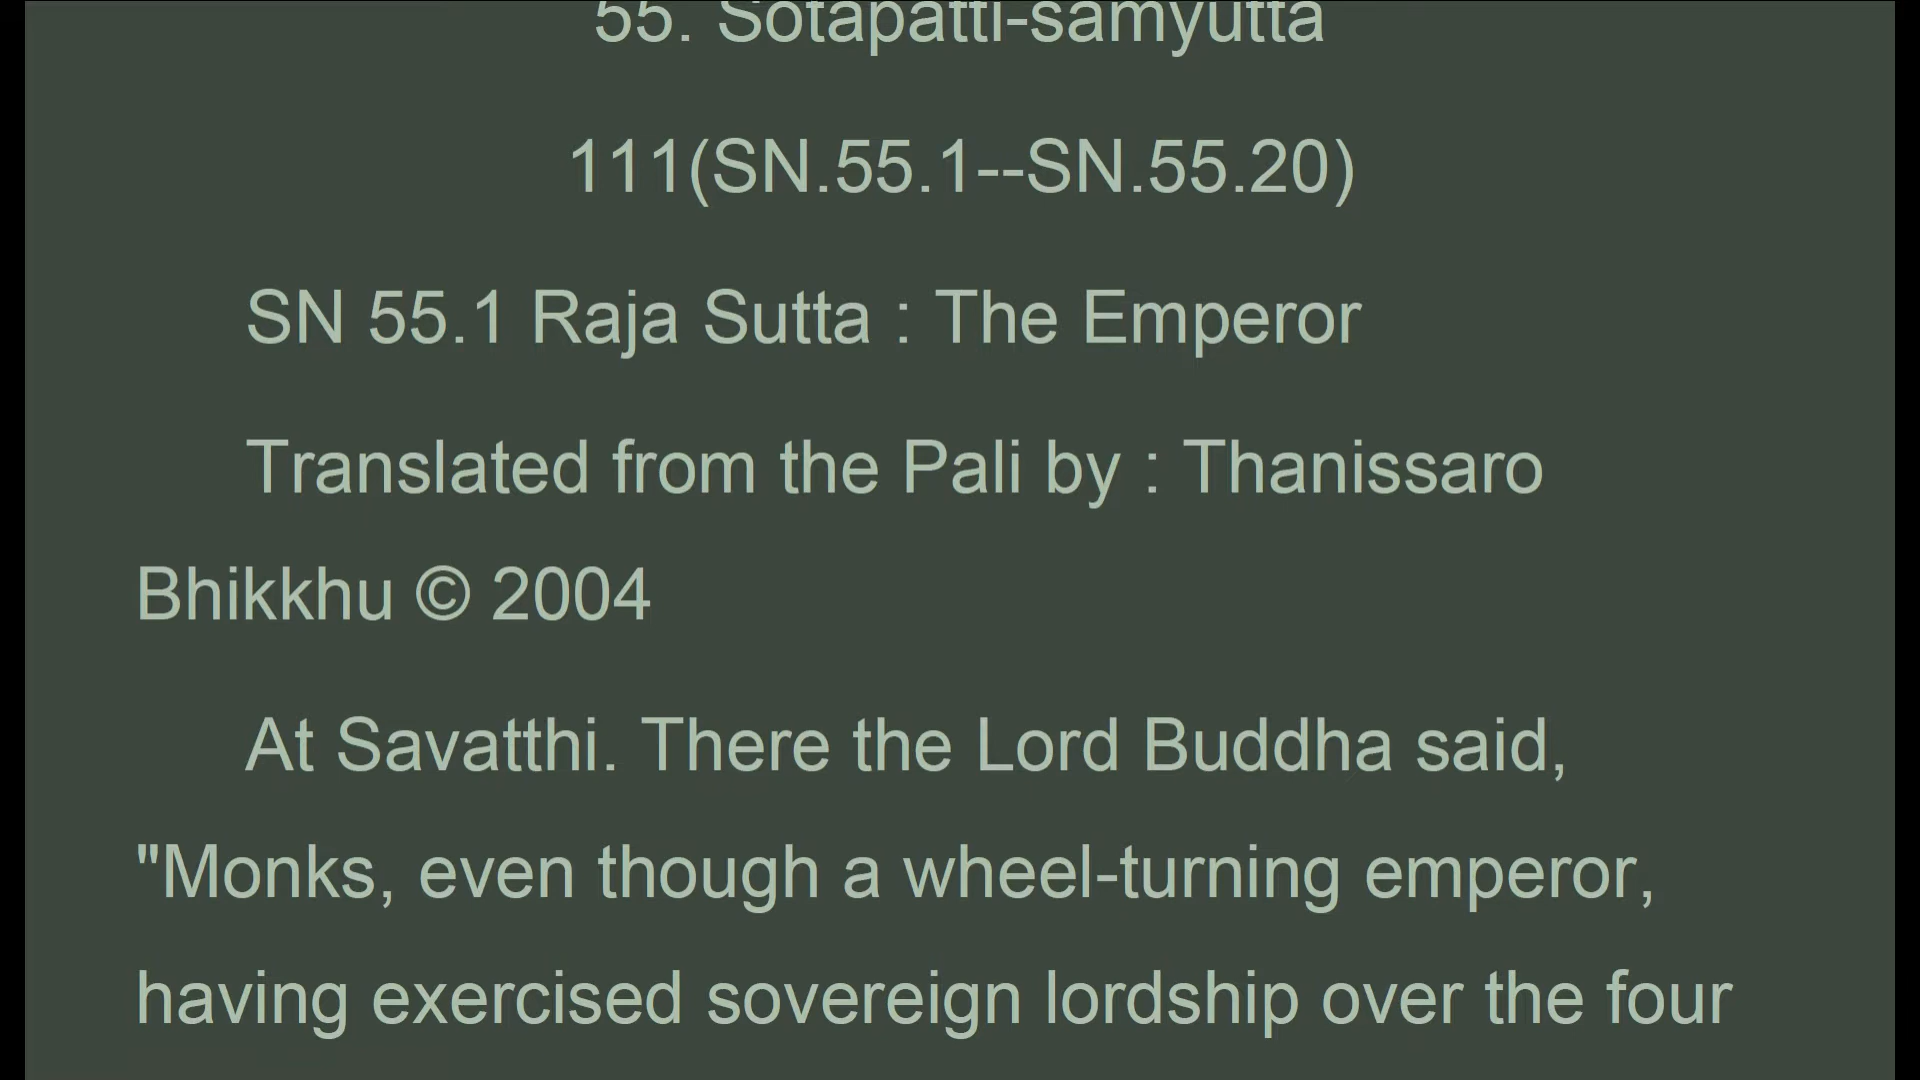 55. Sotapatti-samyutta
111(SN.55.1--SN.55.20)
SN 55.1 Raja Sutta : The Emperor
Translated from the Pali by : Thanissaro
Bhikkhu © 2004
At Savatthi. There the Lord Buddha said,
"Monks, even though a wheel-turning emperor,
having exercised sovereign lordship over the four